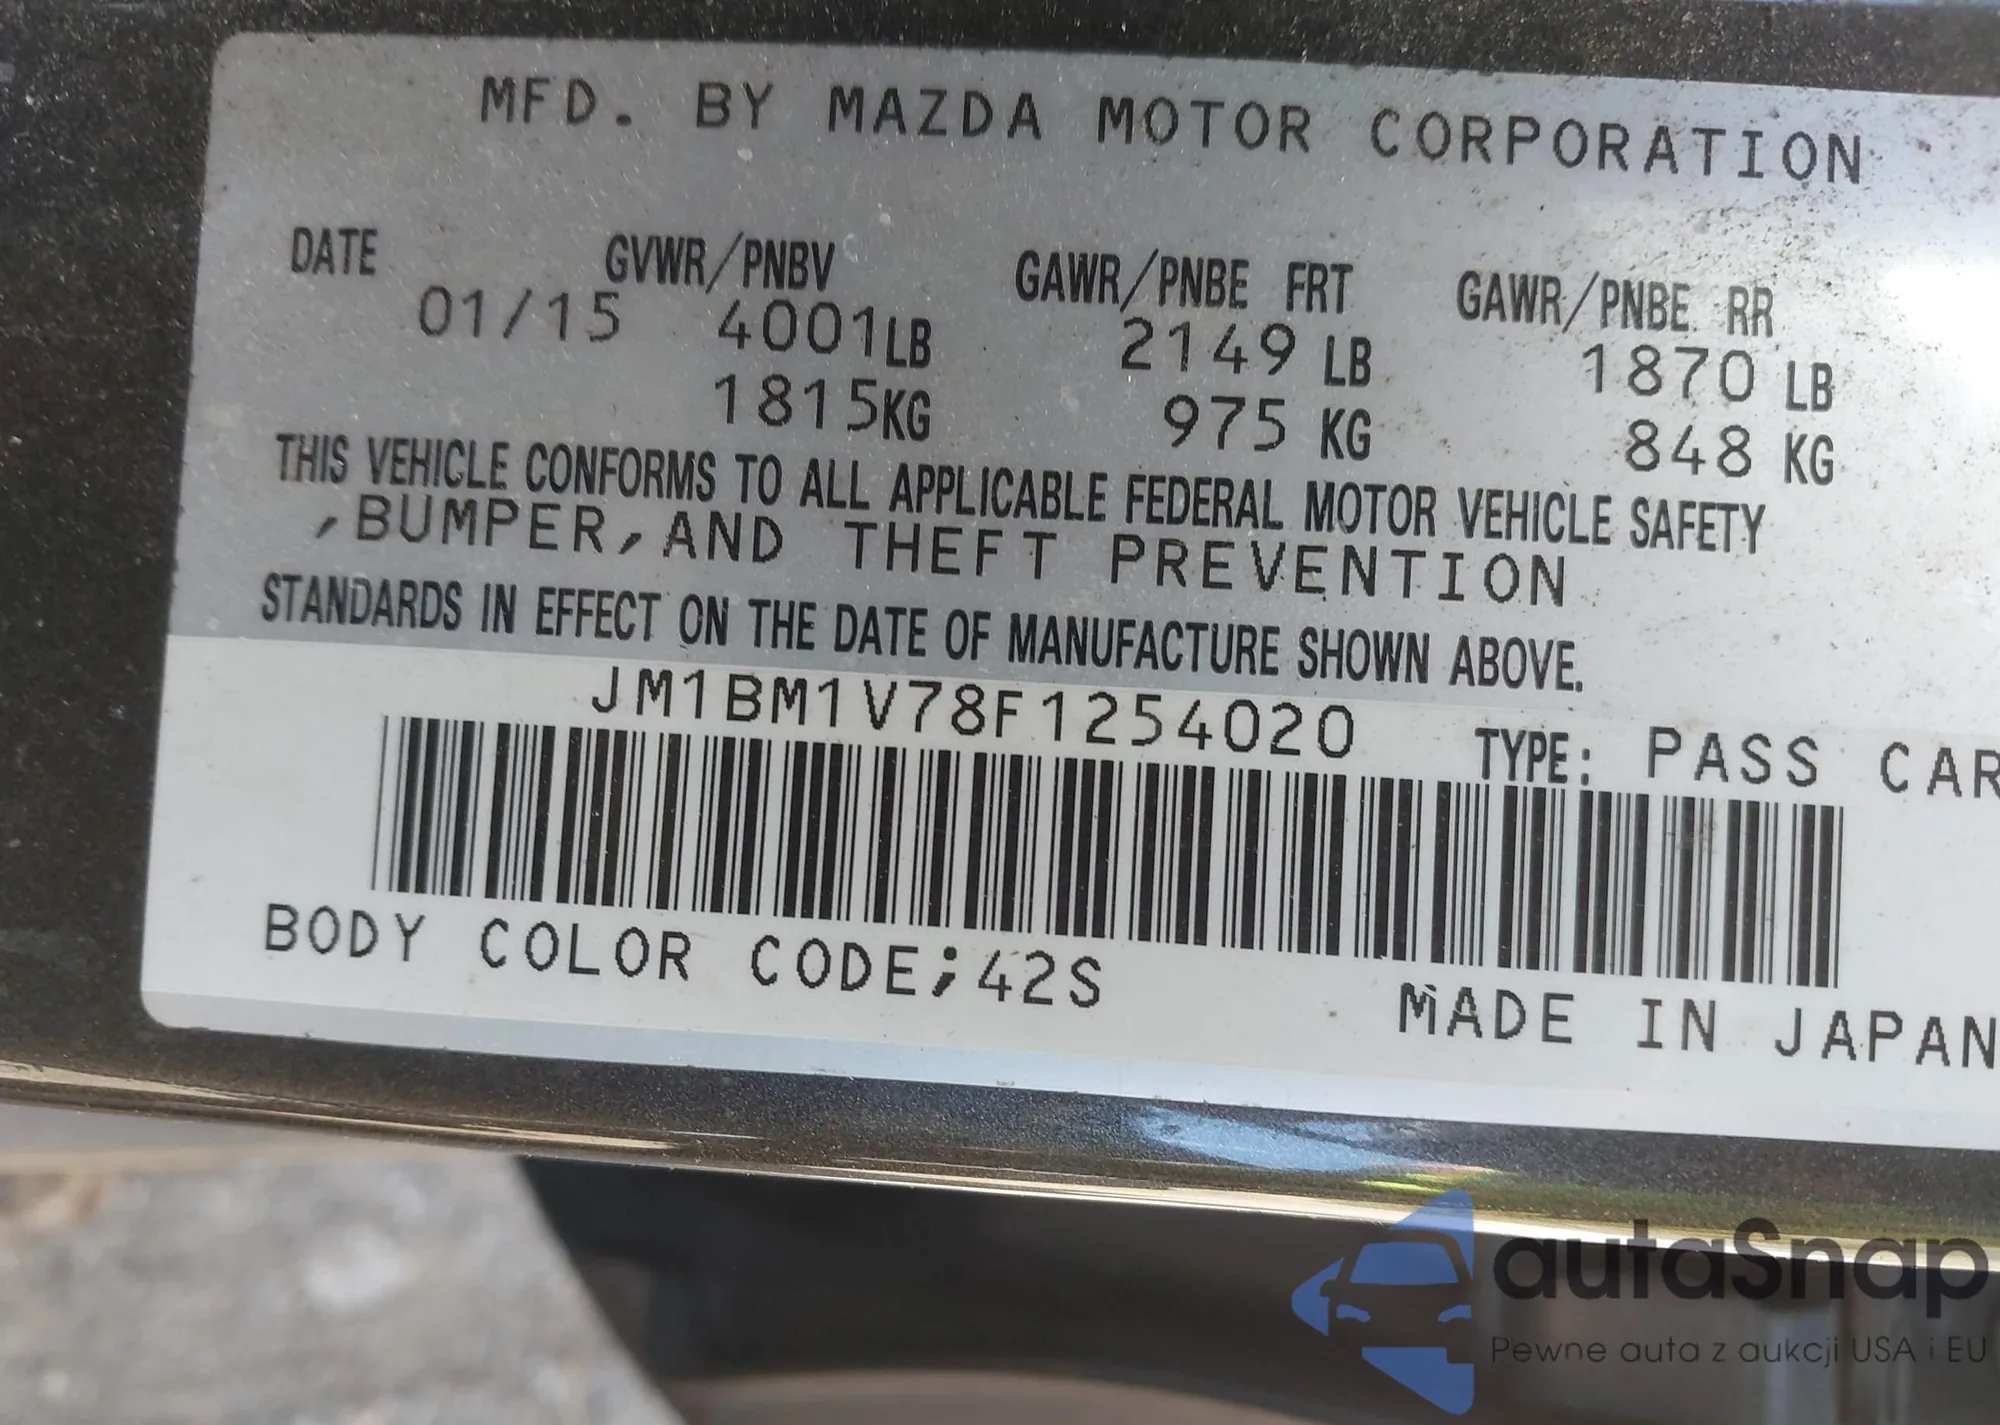 MFD. BY MAZDA MOTOR CORPORATION
DATE GVWR/PNBV GAWR/PNBE FRT GAWR/PNBE RR
01/15 4001LB 2149 LB 1870 LB
1815KG 975 KG 848 KG
THIS VEHICLE CONFORMS TO ALL APPLICABLE FEDERAL MOTOR VEHICLE SAFETY
,BUMPER,AND THEFT PREVENTION
STANDARDS IN EFFECT ON THE DATE OF MANUFACTURE SHOWN ABOVE.
JM1BM1V78F1254020 TYPE: PASS CAR
BODY COLOR CODE;42S
MADE IN JAPAN
autaSnap
Pewne auta z aukcji USA i EU